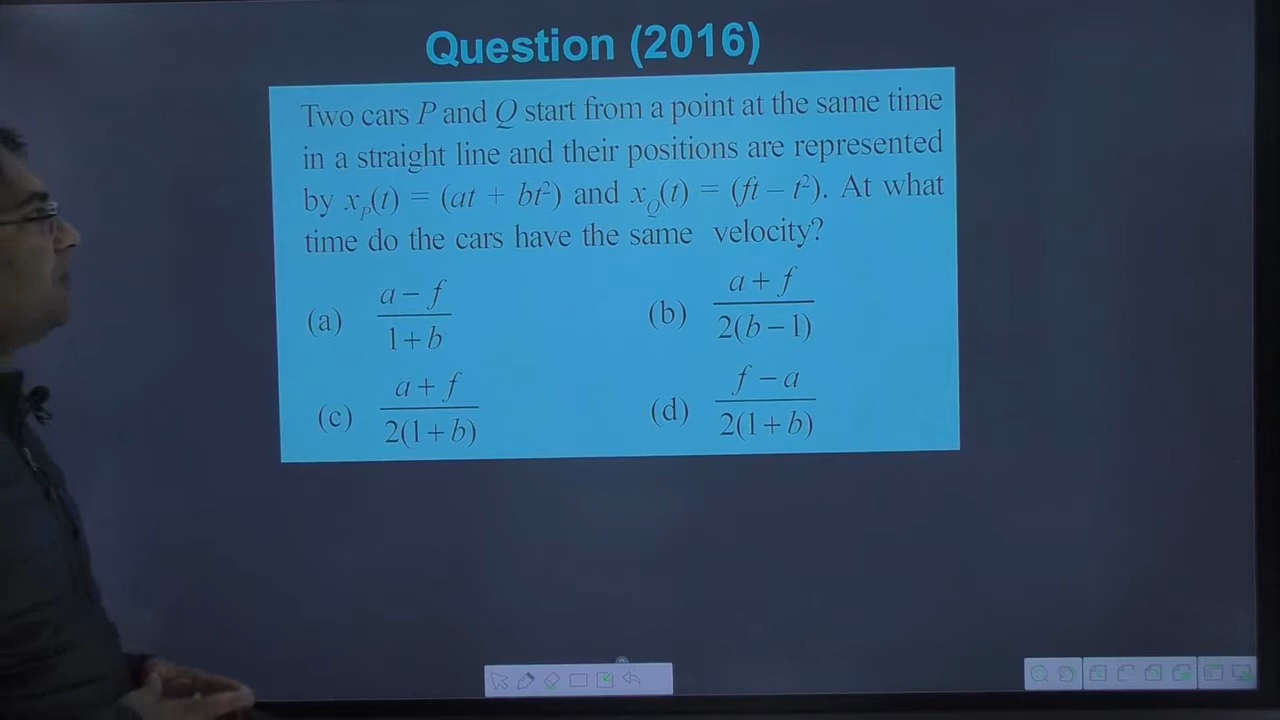 Question (2016)
Two cars P and Q start from a point at the same time
in a straight line and their positions are represented
by x_P(t) = (at + bt²) and x_Q(t) = (ft – t²). At what
time do the cars have the same velocity?
(a) (a – f)/(1 + b)
(b) (a + f)/(2(b – 1))
(c) (a + f)/(2(1 + b))
(d) (f – a)/(2(1 + b))